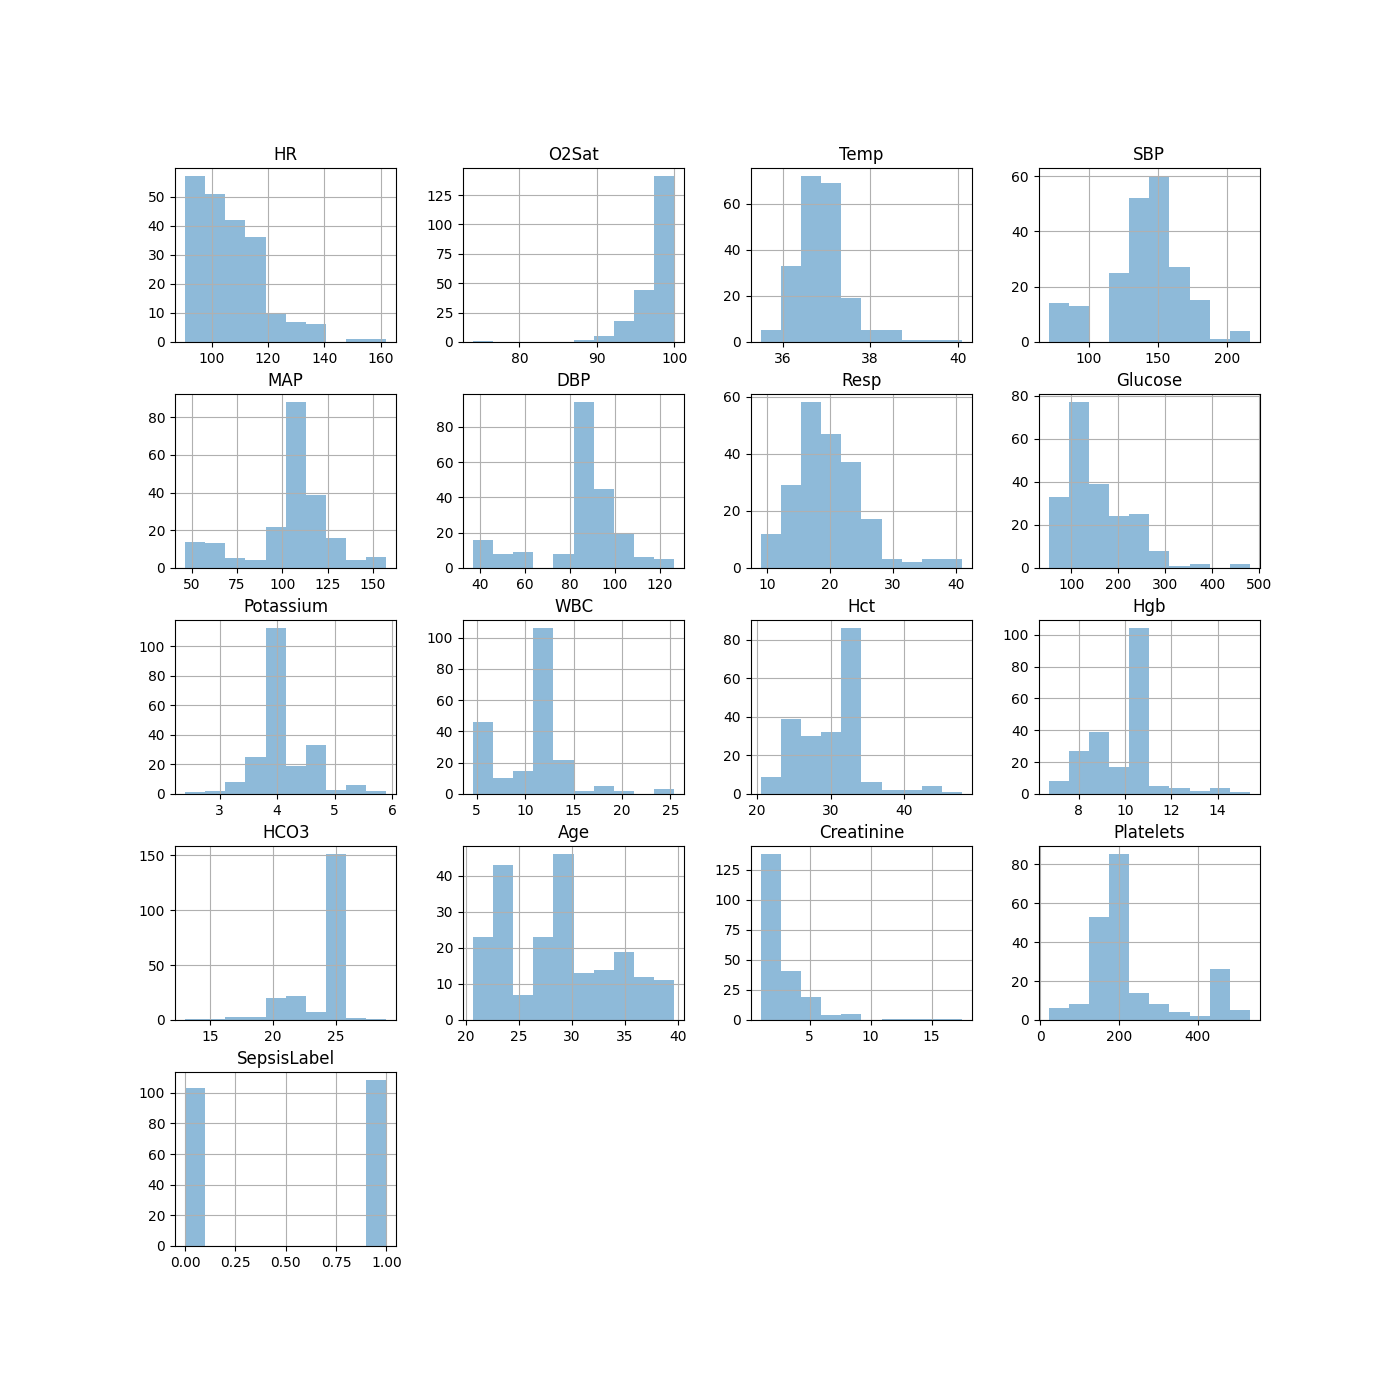 HR O2Sat Temp SBP
50 40 30 20 10 0
100 120 140 160
125 100 75 50 25 0
80 90 100
60 40 20 0
36 38 40
60 40 20 0
100 150 200
MAP DBP Resp Glucose
80 60 40 20 0
50 75 100 125 150
80 60 40 20 0
40 60 80 100 120
60 40 20 0
10 20 30 40
80 60 40 20 0
100 200 300 400 500
Potassium WBC Hct Hgb
100 80 60 40 20 0
3 4 5 6
100 80 60 40 20 0
5 10 15 20 25
80 60 40 20 0
20 30 40
100 80 60 40 20 0
8 10 12 14
HCO3 Age Creatinine Platelets
150 100 50 0
15 20 25
40 30 20 10 0
20 25 30 35 40
125 100 75 50 25 0
5 10 15
80 60 40 20 0
0 200 400
SepsisLabel
100 80 60 40 20 0
0.00 0.25 0.50 0.75 1.00